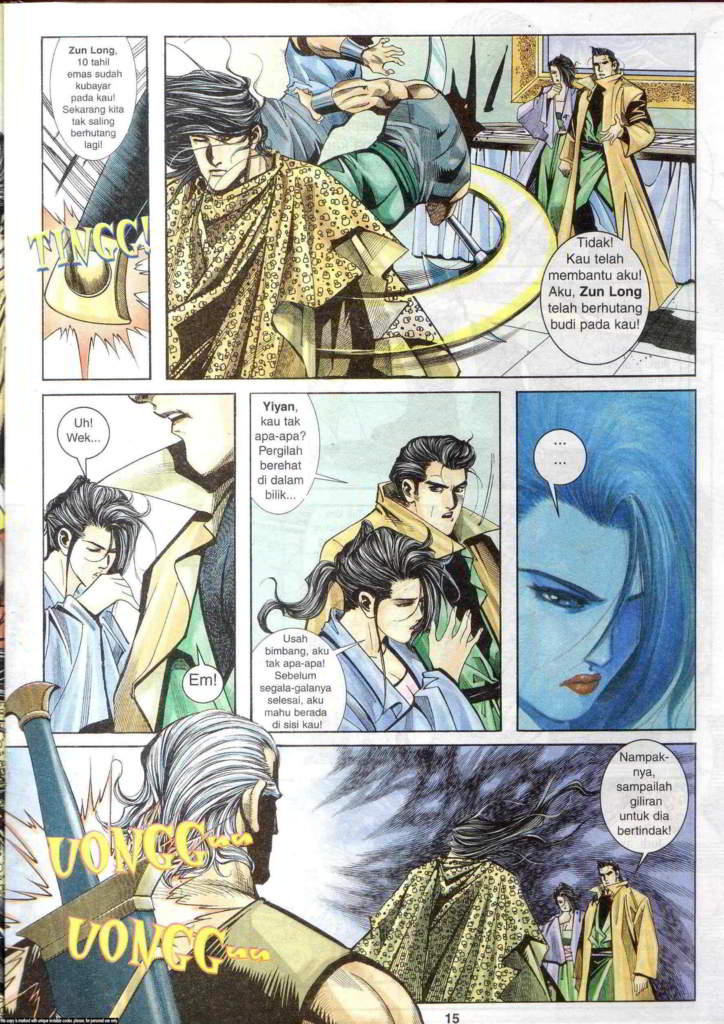 Zun Long,
10 tahil
emas sudah
kubayar
pada kau!
Sekarang kita
tak saling
berhutang
lagi!
TINGG!
Tidak!
Kau telah
membantu aku!
Aku, Zun Long
telah berhutang
budi pada kau!
Uh!
Wek...
Em!
Yiyan,
kau tak
apa-apa?
Pergilah
berehat
di dalam
bilik...
Usah
bimbang, aku
tak apa-apa!
Sebelum
segala-galanya
selesai, aku
mahu berada
di sisi kau!
...
...
UONGG~~~
UONGG~~~
Nampak-
nya,
sampailah
giliran
untuk dia
bertindak!
15